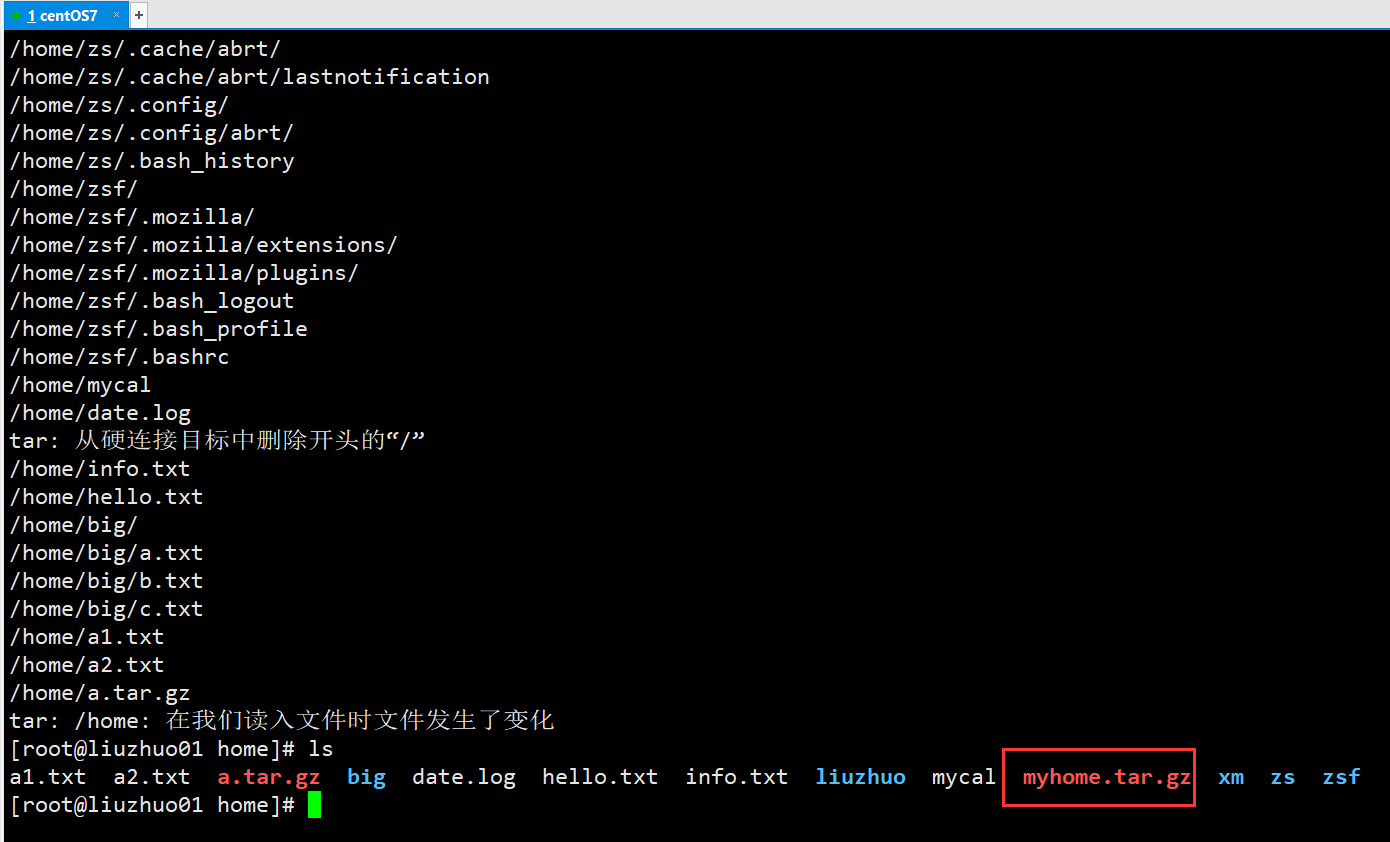 1 centOS7 × +
/home/zs/.cache/abrt/
/home/zs/.cache/abrt/lastnotification
/home/zs/.config/
/home/zs/.config/abrt/
/home/zs/.bash_history
/home/zsf/
/home/zsf/.mozilla/
/home/zsf/.mozilla/extensions/
/home/zsf/.mozilla/plugins/
/home/zsf/.bash_logout
/home/zsf/.bash_profile
/home/zsf/.bashrc
/home/mycal
/home/date.log
tar: 从硬连接目标中删除开头的“/”
/home/info.txt
/home/hello.txt
/home/big/
/home/big/a.txt
/home/big/b.txt
/home/big/c.txt
/home/a1.txt
/home/a2.txt
/home/a.tar.gz
tar: /home: 在我们读入文件时文件发生了变化
[root@liuzhuo01 home]# ls
a1.txt a2.txt a.tar.gz big date.log hello.txt info.txt liuzhuo mycal myhome.tar.gz xm zs zsf
[root@liuzhuo01 home]#